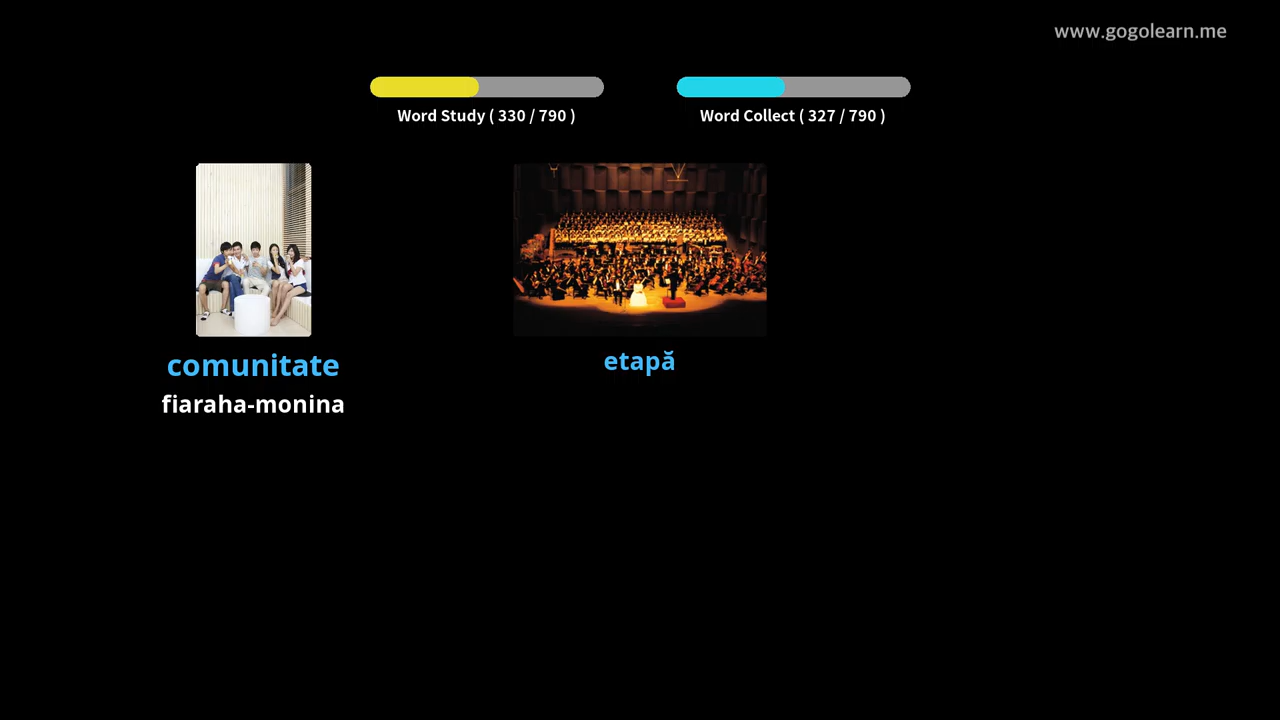 www.gogolearn.me
Word Study ( 330 / 790 )
Word Collect ( 327 / 790 )
comunitate
fiaraha-monina
etapă